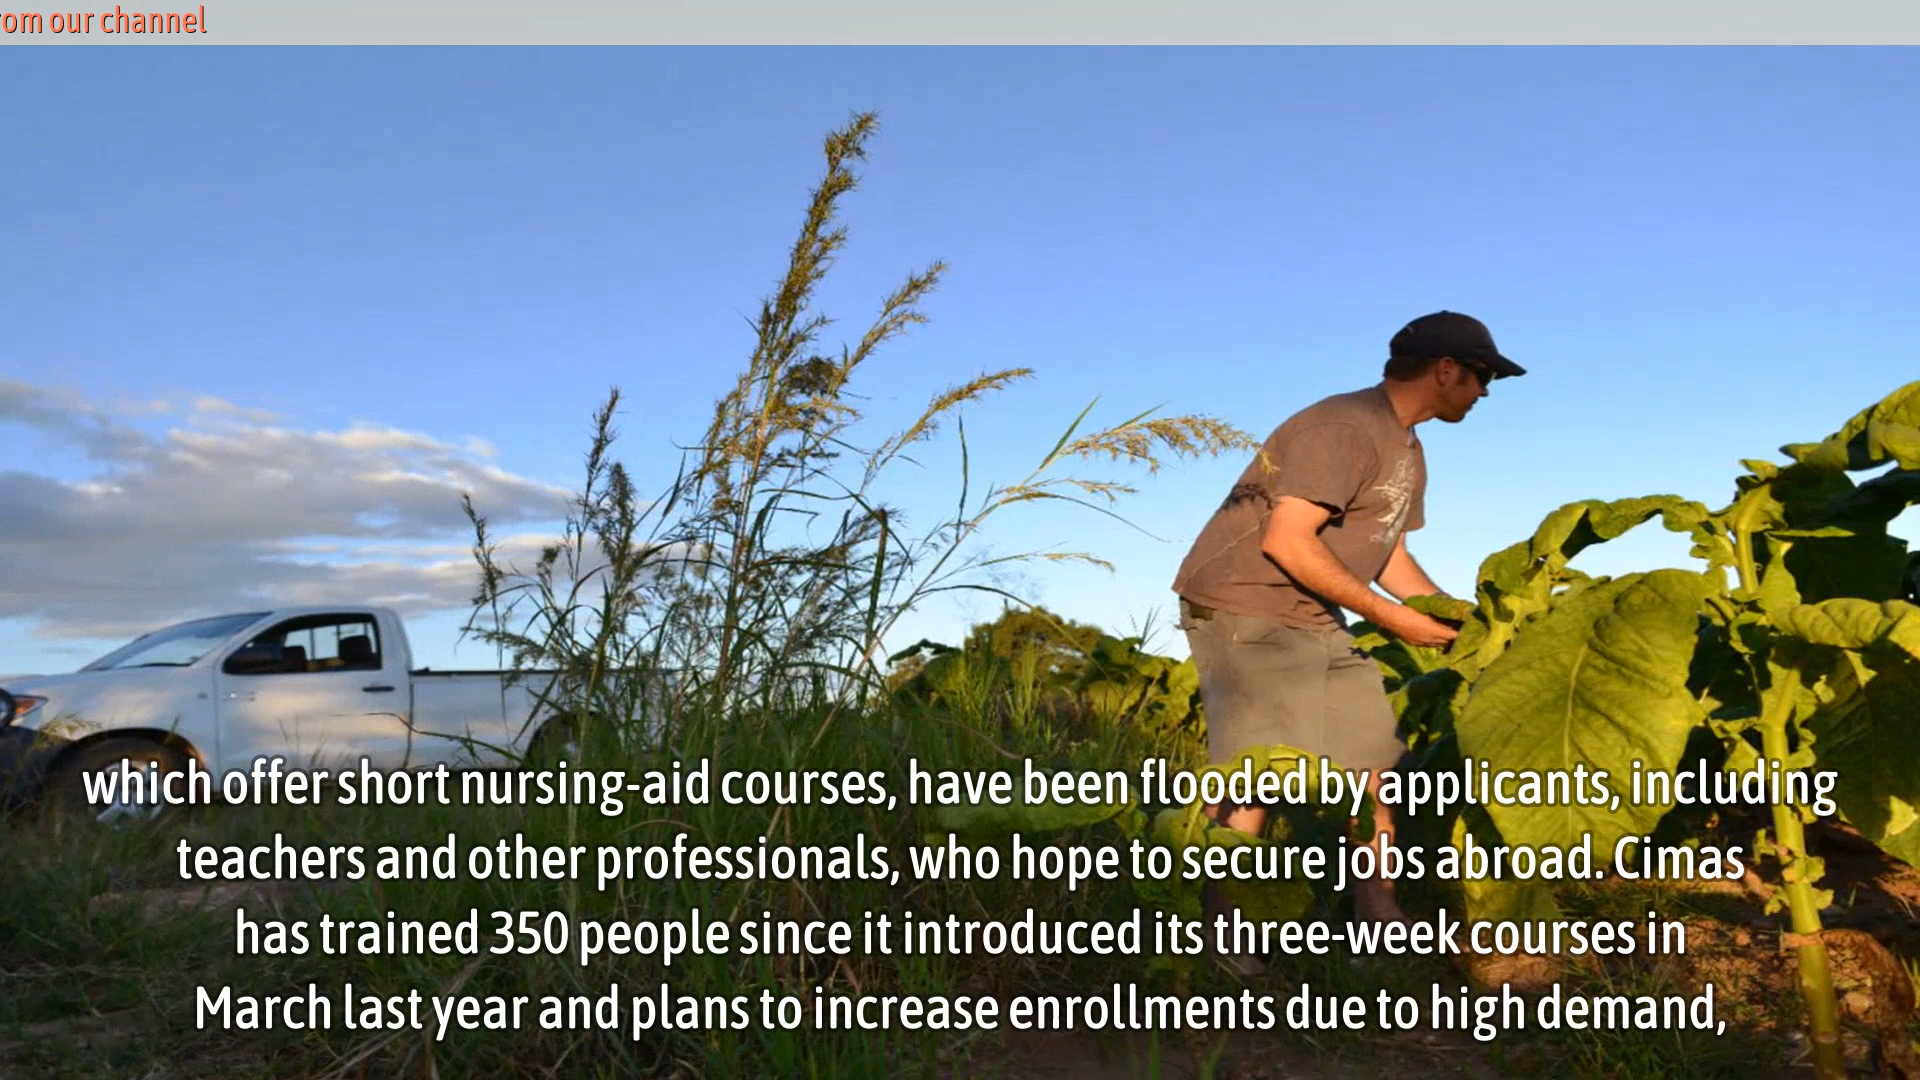 om our channel
which offer short nursing-aid courses, have been flooded by applicants, including
teachers and other professionals, who hope to secure jobs abroad. Cimas
has trained 350 people since it introduced its three-week courses in
March last year and plans to increase enrollments due to high demand,